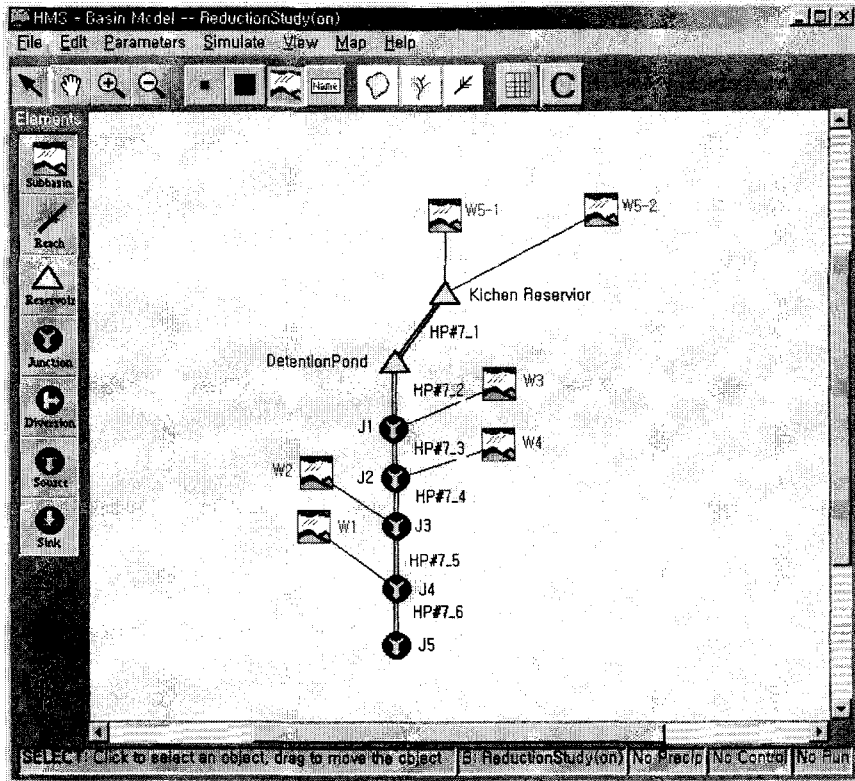 HMS - Basin Model -- ReductionStudy(on)
File Edit Parameters Simulate View Map Help
Name
C
Elements
Subbasin
Reach
Reservoir
Junction
Diversion
Source
Sink
W5-1
W5-2
Kichen Reservior
HP#7_1
DetentionPond
HP#7_2
W3
J1
HP#7_3
W4
W2
J2
HP#7_4
W1
J3
HP#7_5
J4
HP#7_6
J5
SELECT: Click to select an object, drag to move the object
B: ReductionStudy(on)
No Precip
No Control
No Run